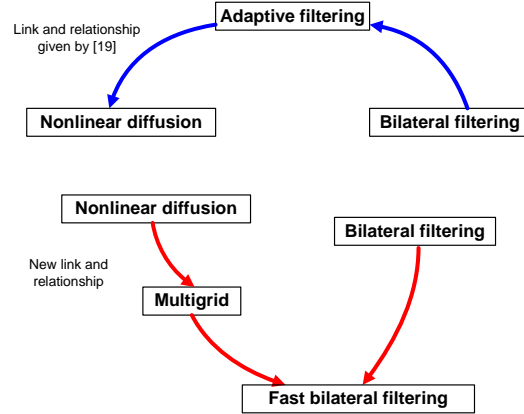 Adaptive filtering
Link and relationship
given by [19]
Nonlinear diffusion
Bilateral filtering
Nonlinear diffusion
Bilateral filtering
New link and
relationship
Multigrid
Fast bilateral filtering